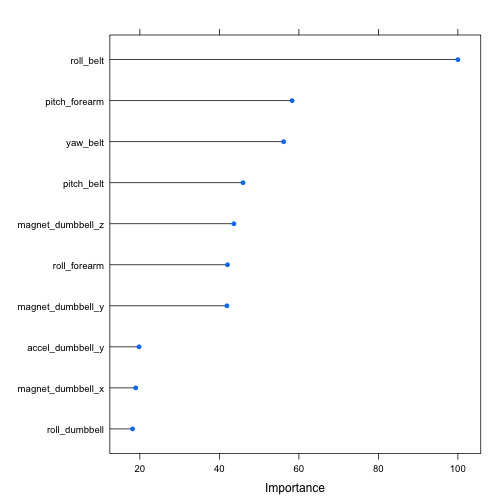 roll_belt
pitch_forearm
yaw_belt
pitch_belt
magnet_dumbbell_z
roll_forearm
magnet_dumbbell_y
accel_dumbbell_y
magnet_dumbbell_x
roll_dumbbell
20 40 60 80 100
Importance